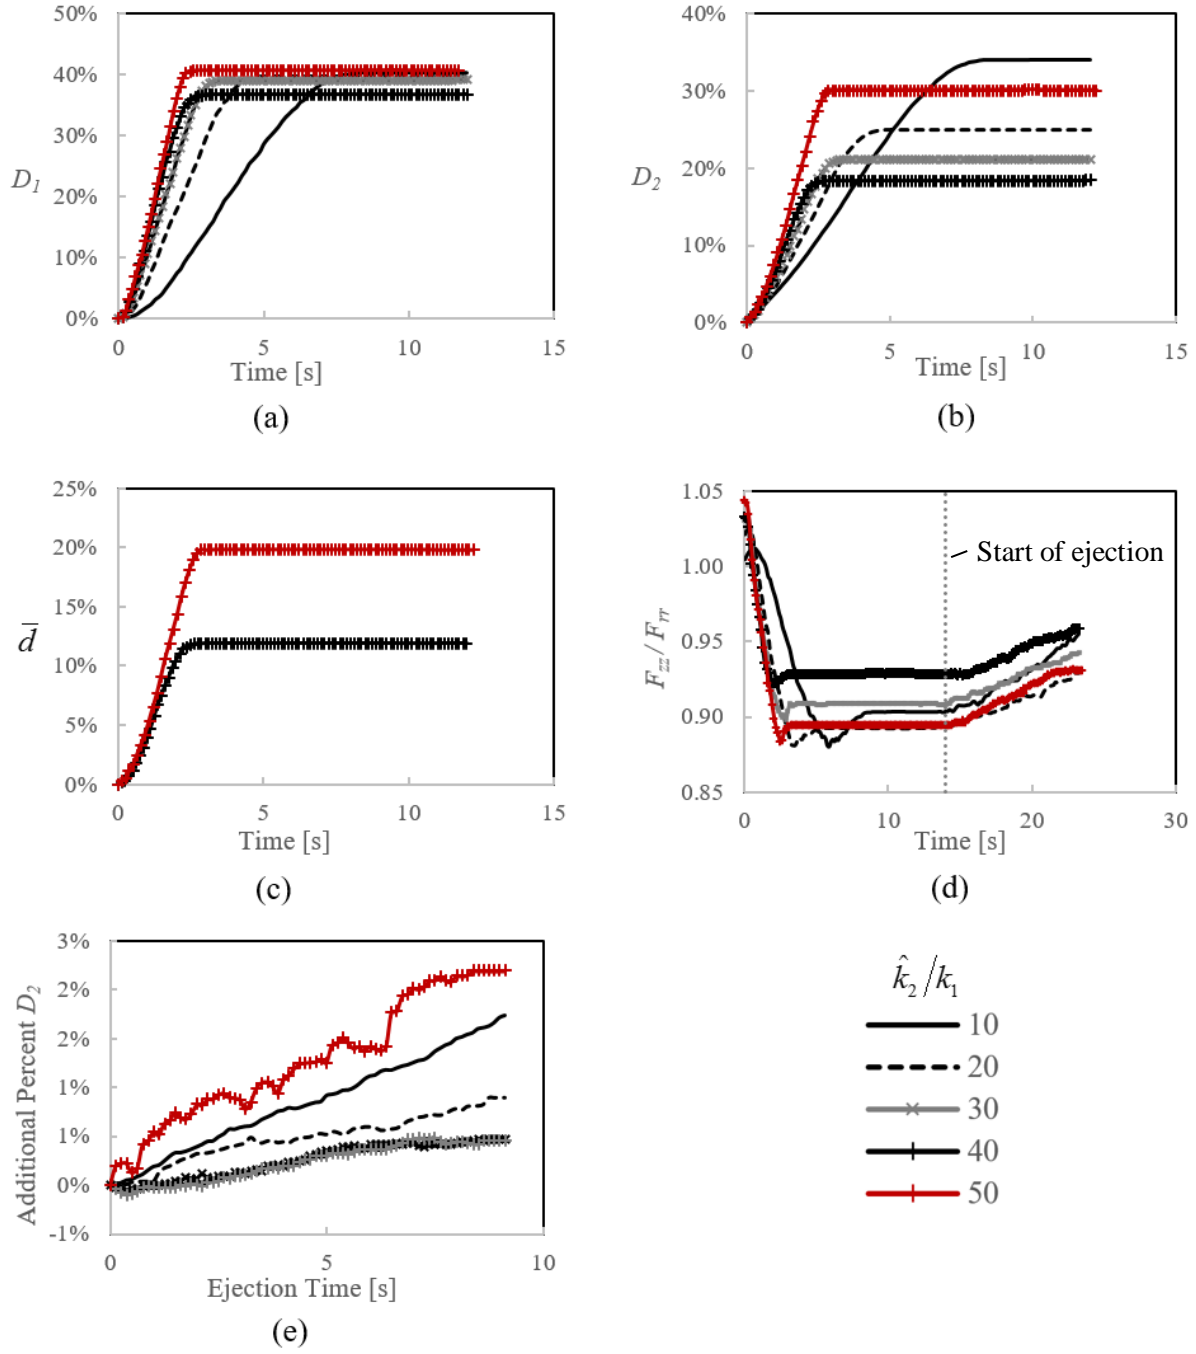 50%
40%
30%
20%
10%
0%
D₁
0 5 10 15
Time [s]
(a)
40%
30%
20%
10%
0%
D₂
0 5 10 15
Time [s]
(b)
25%
20%
15%
10%
5%
0%
d̅
0 5 10 15
Time [s]
(c)
1.05
1.00
0.95
0.90
0.85
F_zz / F_rr
Start of ejection
0 10 20 30
Time [s]
(d)
3%
2%
2%
1%
1%
0%
-1%
Additional Percent D₂
0 5 10
Ejection Time [s]
(e)
k̂₂/k₁
10
20
30
40
50